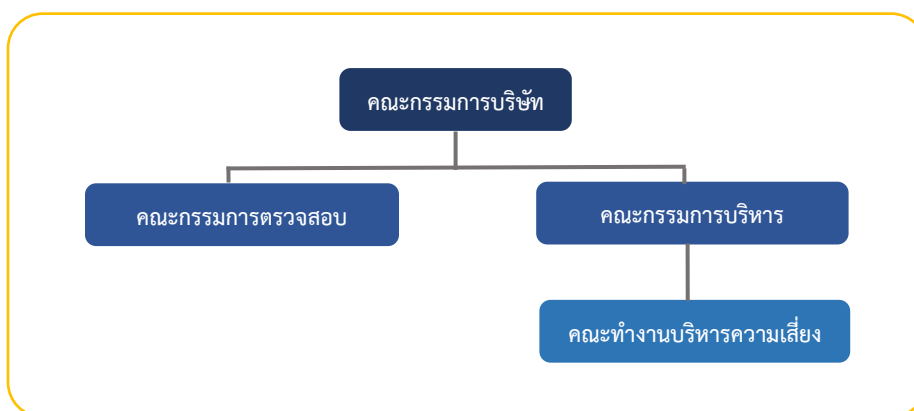 คณะกรรมการบริษัท
คณะกรรมการตรวจสอบ
คณะกรรมการบริหาร
คณะทำงานบริหารความเสี่ยง